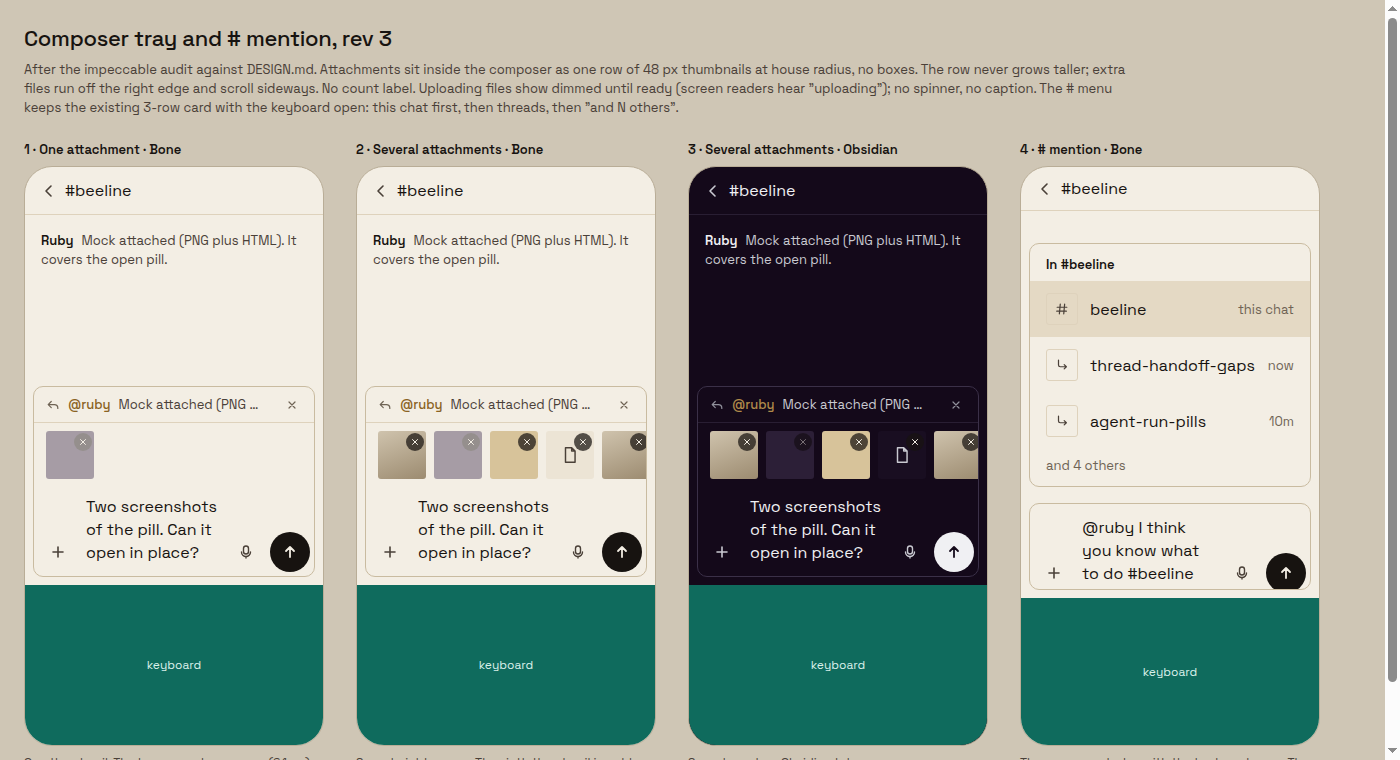 Composer tray and # mention, rev 3
After the impeccable audit against DESIGN.md. Attachments sit inside the composer as one row of 48 px thumbnails at house radius, no boxes. The row never grows taller; extra
files run off the right edge and scroll sideways. No count label. Uploading files show dimmed until ready (screen readers hear "uploading"); no spinner, no caption. The # menu
keeps the existing 3-row card with the keyboard open: this chat first, then threads, then "and N others".
1 · One attachment · Bone
#beeline
Ruby Mock attached (PNG plus HTML). It
covers the open pill.
@ruby Mock attached (PNG ...
Two screenshots
of the pill. Can it
open in place?
keyboard
2 · Several attachments · Bone
#beeline
Ruby Mock attached (PNG plus HTML). It
covers the open pill.
@ruby Mock attached (PNG ...
Two screenshots
of the pill. Can it
open in place?
keyboard
3 · Several attachments · Obsidian
#beeline
Ruby Mock attached (PNG plus HTML). It
covers the open pill.
@ruby Mock attached (PNG ...
Two screenshots
of the pill. Can it
open in place?
keyboard
4 · # mention · Bone
#beeline
In #beeline
# beeline this chat
thread-handoff-gaps now
agent-run-pills 10m
and 4 others
@ruby I think
you know what
to do #beeline
keyboard